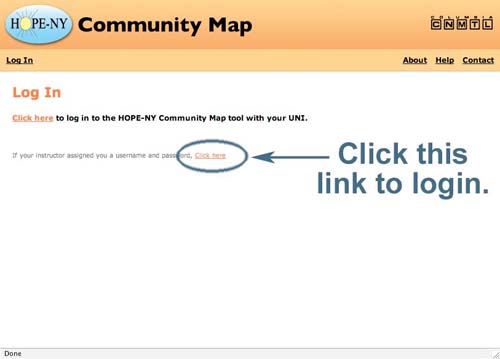 HOPE-NY Community Map
COLUMBIA
CNMTL
Log In About Help Contact
Log In
Click here to log in to the HOPE-NY Community Map tool with your UNI.
If your instructor assigned you a username and password, Click here
Click this
link to login.
Done